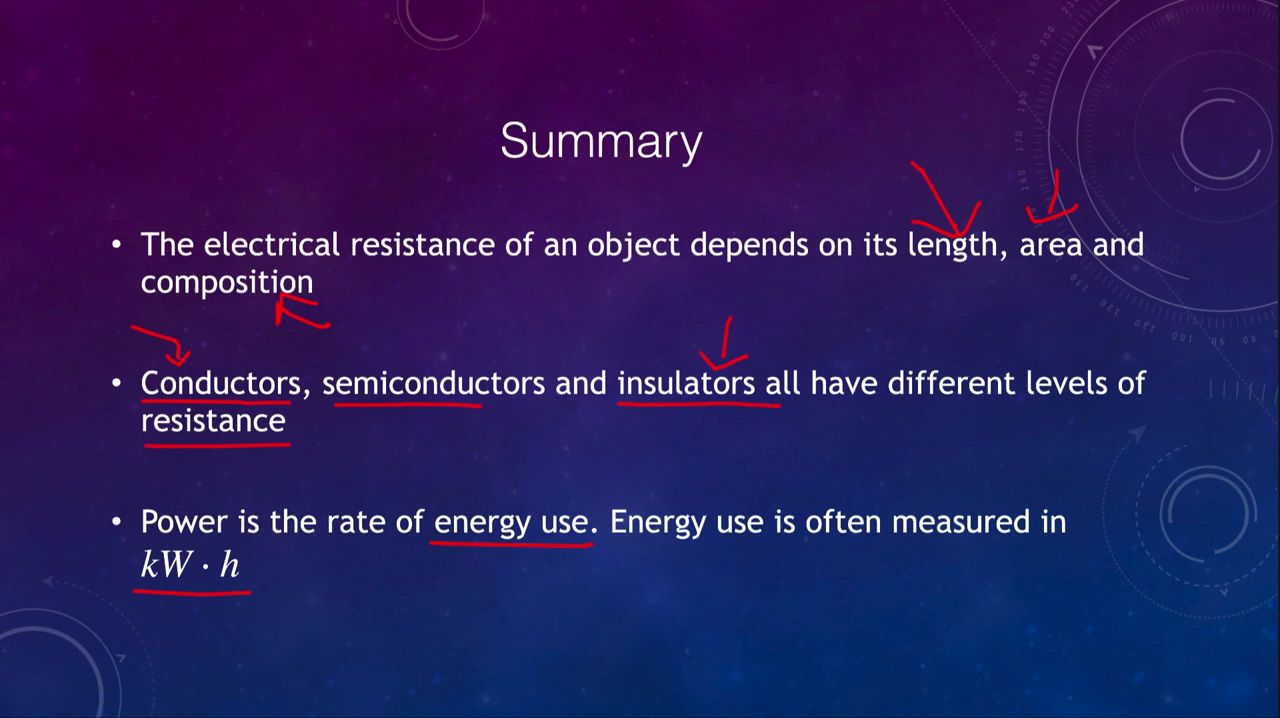 Summary
• The electrical resistance of an object depends on its length, area and
composition
• Conductors, semiconductors and insulators all have different levels of
resistance
• Power is the rate of energy use. Energy use is often measured in
kW · h